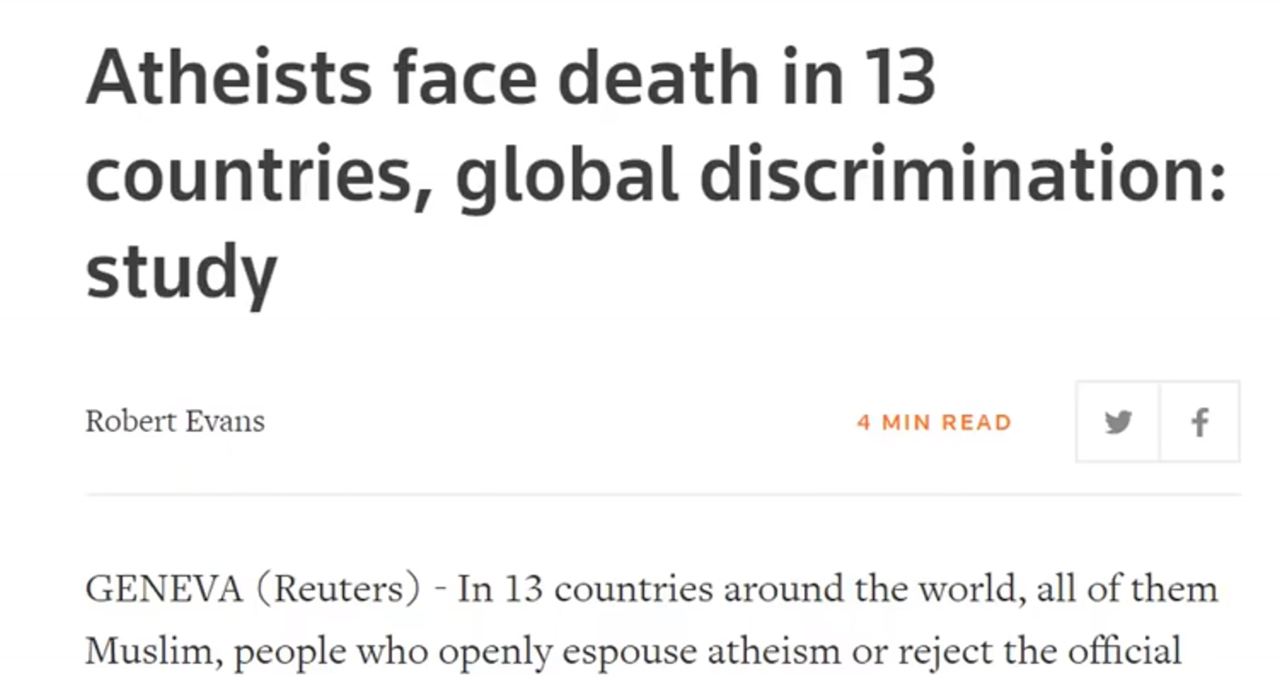 Atheists face death in 13
countries, global discrimination:
study
Robert Evans
4 MIN READ
GENEVA (Reuters) - In 13 countries around the world, all of them
Muslim, people who openly espouse atheism or reject the official